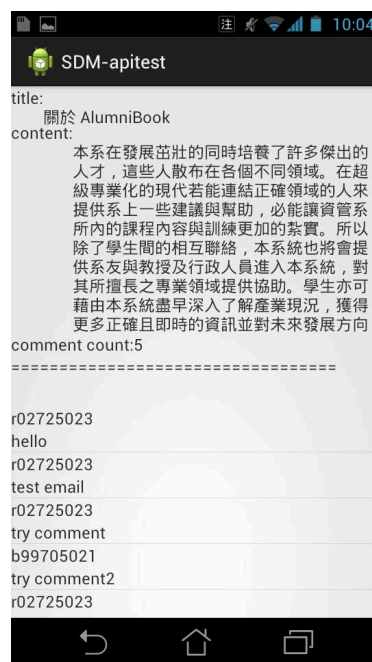 注 10:04
SDM-apitest
title:
關於 AlumniBook
content:
本系在發展茁壯的同時培養了許多傑出的
人才，這些人散布在各個不同領域。在超
級專業化的現代若能連結正確領域的人來
提供系上一些建議與幫助，必能讓資管系
所內的課程內容與訓練更加的紮實。所以
除了學生間的相互聯絡，本系統也將會提
供系友與教授及行政人員進入本系統，對
其所擅長之專業領域提供協助。學生亦可
藉由本系統盡早深入了解產業現況，獲得
更多正確且即時的資訊並對未來發展方向
comment count:5
==================================
r02725023
hello
r02725023
test email
r02725023
try comment
b99705021
try comment2
r02725023